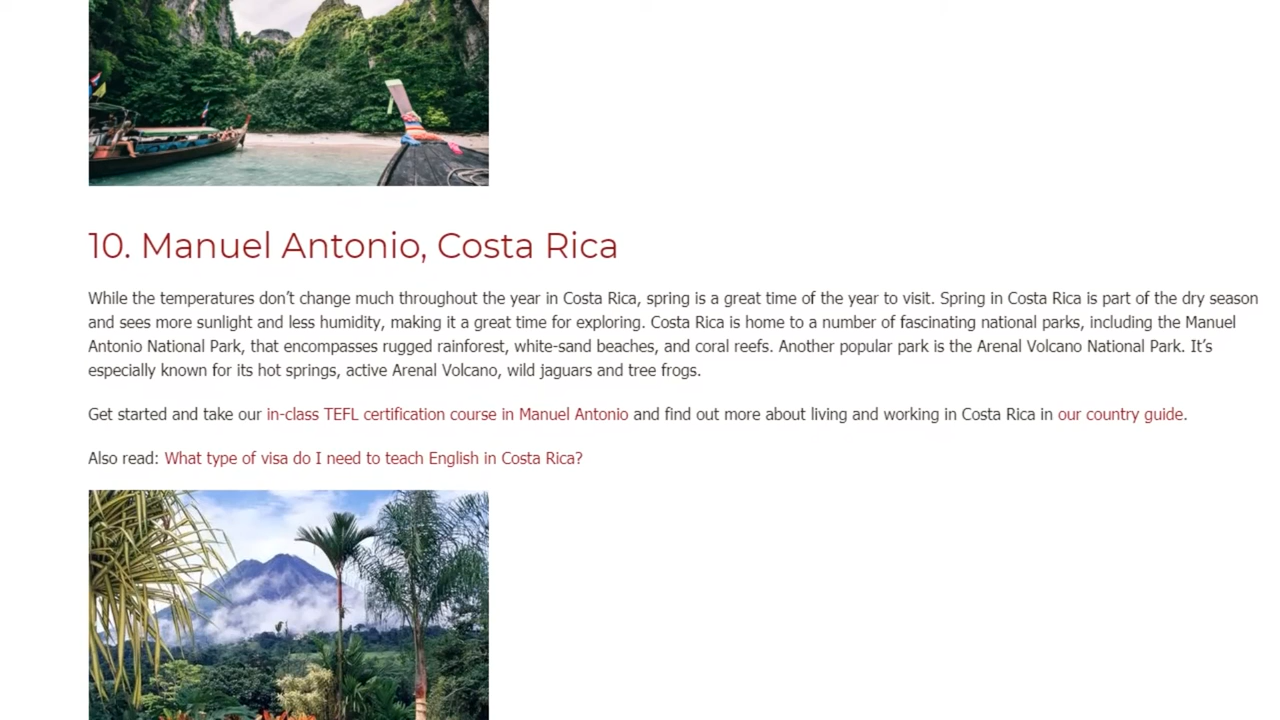 10. Manuel Antonio, Costa Rica
While the temperatures don’t change much throughout the year in Costa Rica, spring is a great time of the year to visit. Spring in Costa Rica is part of the dry season
and sees more sunlight and less humidity, making it a great time for exploring. Costa Rica is home to a number of fascinating national parks, including the Manuel
Antonio National Park, that encompasses rugged rainforest, white-sand beaches, and coral reefs. Another popular park is the Arenal Volcano National Park. It’s
especially known for its hot springs, active Arenal Volcano, wild jaguars and tree frogs.
Get started and take our in-class TEFL certification course in Manuel Antonio and find out more about living and working in Costa Rica in our country guide.
Also read: What type of visa do I need to teach English in Costa Rica?